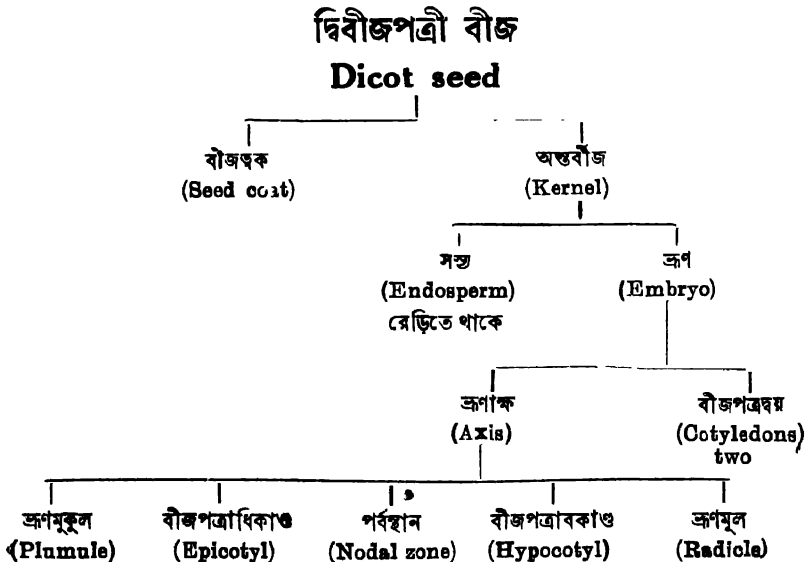 দ্বিবীজপত্রী বীজ
Dicot seed
বীজত্বক
(Seed coat)
অন্তর্বীজ
(Kernel)
সস্য
(Endosperm)
রেড়িতে থাকে
ভ্রূণ
(Embryo)
ভ্রূণাক্ষ
(Axis)
বীজপত্রদ্বয়
(Cotyledons)
two
ভ্রূণমুকুল
(Plumule)
বীজপত্রাধিকাণ্ড
(Epicotyl)
পর্বস্থান
(Nodal zone)
বীজপত্রাবকাণ্ড
(Hypocotyl)
ভ্রূণমূল
(Radicle)